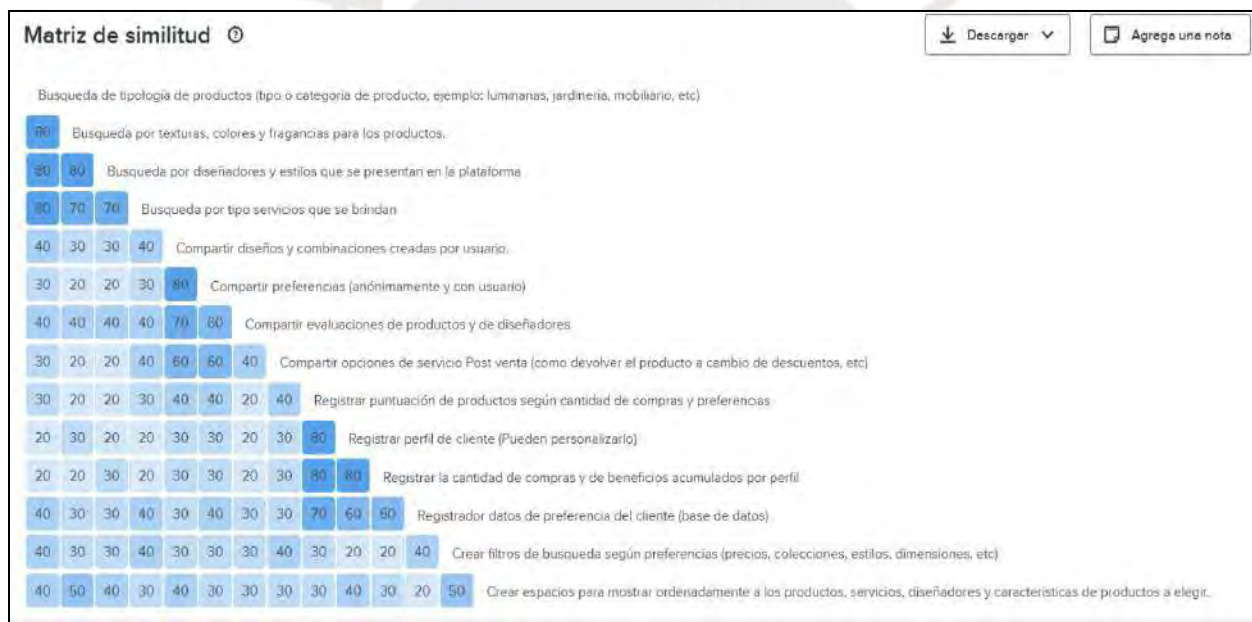 Matriz de similitud
Descargar
Agrega una nota
Busqueda de tipología de productos (tipo o categoría de producto, ejemplo: luminarias, jardinería, mobiliario, etc)
80 Busqueda por texturas, colores y fragancias para los productos.
80 80 Busqueda por diseñadores y estilos que se presentan en la plataforma
80 70 70 Busqueda por tipo servicios que se brindan
40 30 30 40 Compartir diseños y combinaciones creadas por usuario.
30 20 20 30 80 Compartir preferencias (anónimamente y con usuario)
40 40 40 40 70 60 Compartir evaluaciones de productos y de diseñadores
30 20 20 40 60 60 40 Compartir opciones de servicio Post venta (como devolver el producto a cambio de descuentos, etc)
30 20 20 30 40 40 20 40 Registrar puntuación de productos según cantidad de compras y preferencias
20 30 20 20 30 30 20 30 80 Registrar perfil de cliente (Pueden personalizarlo)
20 20 30 20 30 30 20 30 80 80 Registrar la cantidad de compras y de beneficios acumulados por perfil
40 30 30 40 30 40 30 30 70 60 60 Registrador datos de preferencia del cliente (base de datos)
40 30 30 40 30 30 30 40 30 20 20 40 Crear filtros de busqueda según preferencias (precios, colecciones, estilos, dimensiones, etc)
40 50 40 30 40 30 30 30 30 40 30 20 50 Crear espacios para mostrar ordenadamente a los productos, servicios, diseñadores y características de productos a elegir.